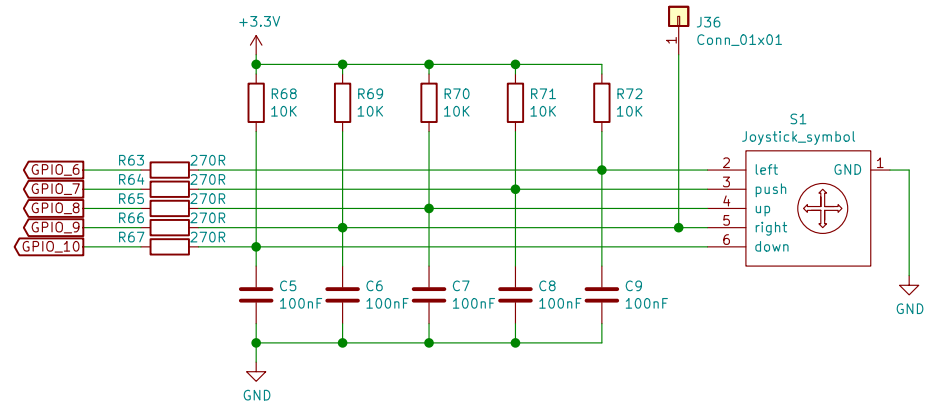 +3.3V
J36
1
Conn_01x01
R68
10K
R69
10K
R70
10K
R71
10K
R72
10K
S1
Joystick_symbol
GPIO_6
R63
270R
2
left
GND
1
GPIO_7
R64
270R
3
push
GPIO_8
R65
270R
4
up
GPIO_9
R66
270R
5
right
GPIO_10
R67
270R
6
down
C5
100nF
C6
100nF
C7
100nF
C8
100nF
C9
100nF
GND
GND